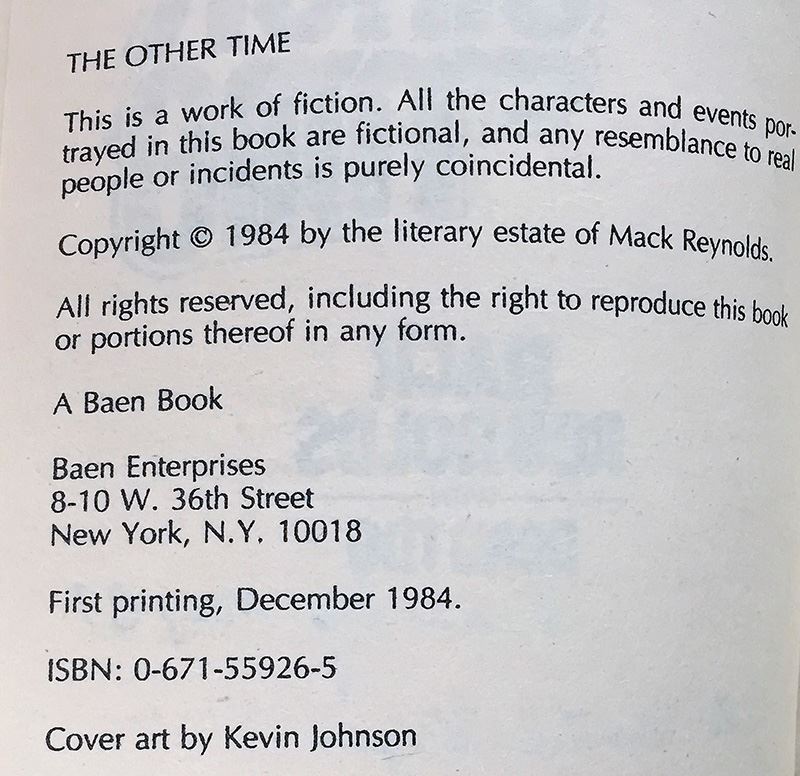 THE OTHER TIME
This is a work of fiction. All the characters and events por-
trayed in this book are fictional, and any resemblance to real
people or incidents is purely coincidental.
Copyright © 1984 by the literary estate of Mack Reynolds.
All rights reserved, including the right to reproduce this book
or portions thereof in any form.
A Baen Book
Baen Enterprises
8-10 W. 36th Street
New York, N.Y. 10018
First printing, December 1984.
ISBN: 0-671-55926-5
Cover art by Kevin Johnson